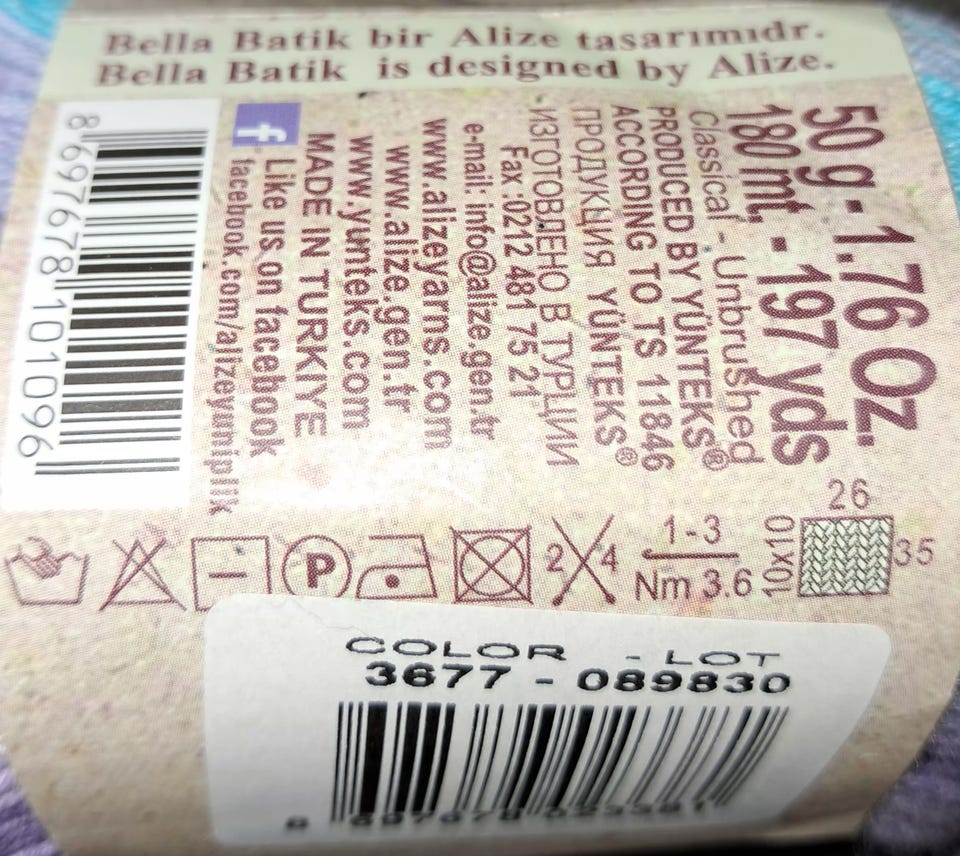 Bella Batik bir Alize tasarımıdr.
Bella Batik is designed by Alize.
50 g - 1.76 Oz.
180 mt. - 197 yds
Classical - Unbrushed
PRODUCED BY YÜNTEKS®
ACCORDING TO TS 11846
ПРОДУКЦИЯ YÜNTEKS®
ИЗГОТОВЛЕНО В ТУРЦИИ
Fax :0212 481 75 21
e-mail: info@alize.gen.tr
www.alizeyarns.com
www.alize.gen.tr
www.yunteks.com
MADE IN TURKIYE
f Like us on facebook
facebook.com/alizeyuniplik
8 697678 101096
26
10x10 35
1-3
Nm 3.6
2 4
P
COLOR - LOT
3677 - 089830